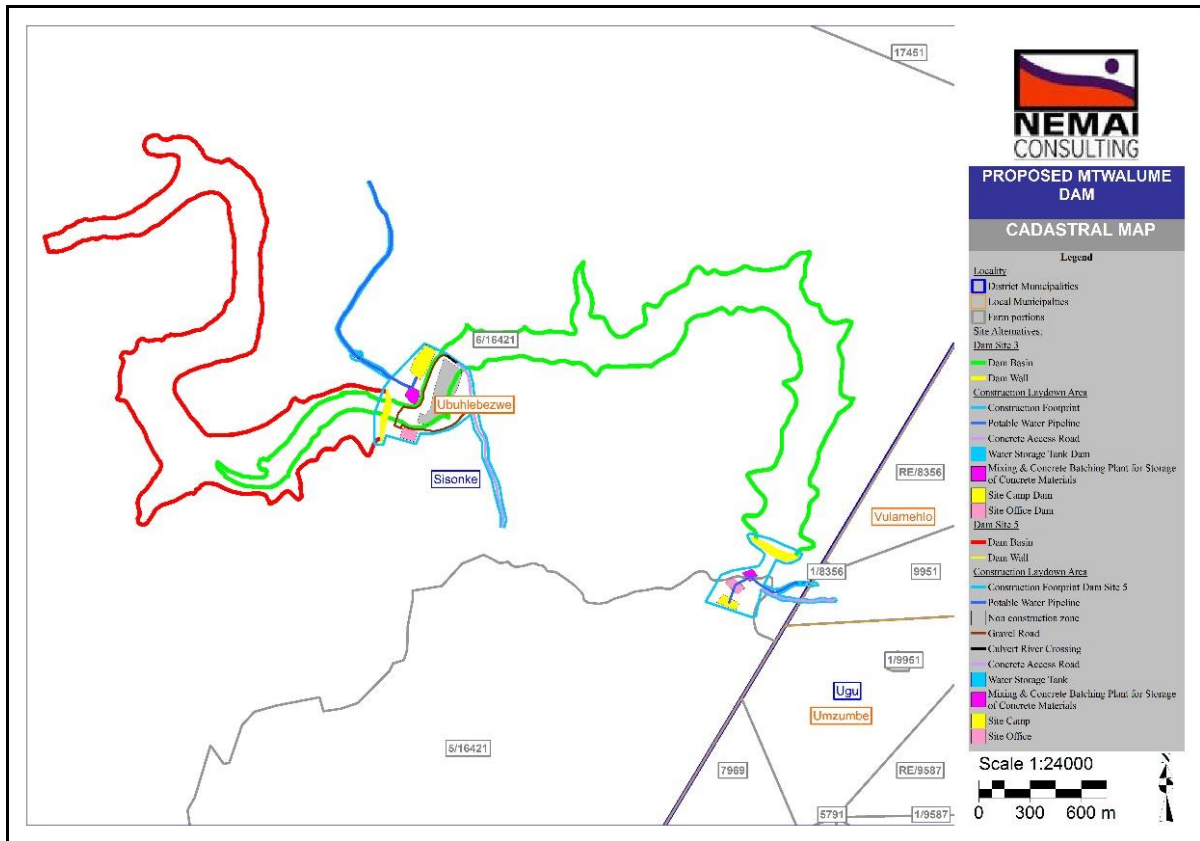 17451
6/16421
Ubuhlebezwe
Sisonke
RE/8356
Vulamehlo
1/8356
9951
1/9951
Ugu
Umzumbe
5/16421
7969
RE/9587
5791
1/9587
NEMAI
CONSULTING
PROPOSED MTWALUME
DAM
CADASTRAL MAP
Legend
Locality
District Municipalities
Local Municipalties
Farm portions
Site Alternatives:
Dam Site 3
Dam Basin
Dam Wall
Construction Laydown Area
Construction Footprint
Potable Water Pipeline
Concrete Access Road
Water Storage Tank Dam
Mixing & Concrete Batching Plant for Storage
of Concrete Materials
Site Camp Dam
Site Office Dam
Dam Site 5
Dam Basin
Dam Wall
Construction Laydown Area
Construction Footprint Dam Site 5
Potable Water Pipeline
Non construction zone
Gravel Road
Culvert River Crossing
Concrete Access Road
Water Storage Tank
Mixing & Concrete Batching Plant for Storage
of Concrete Materials
Site Camp
Site Office
Scale 1:24000
N
0 300 600 m